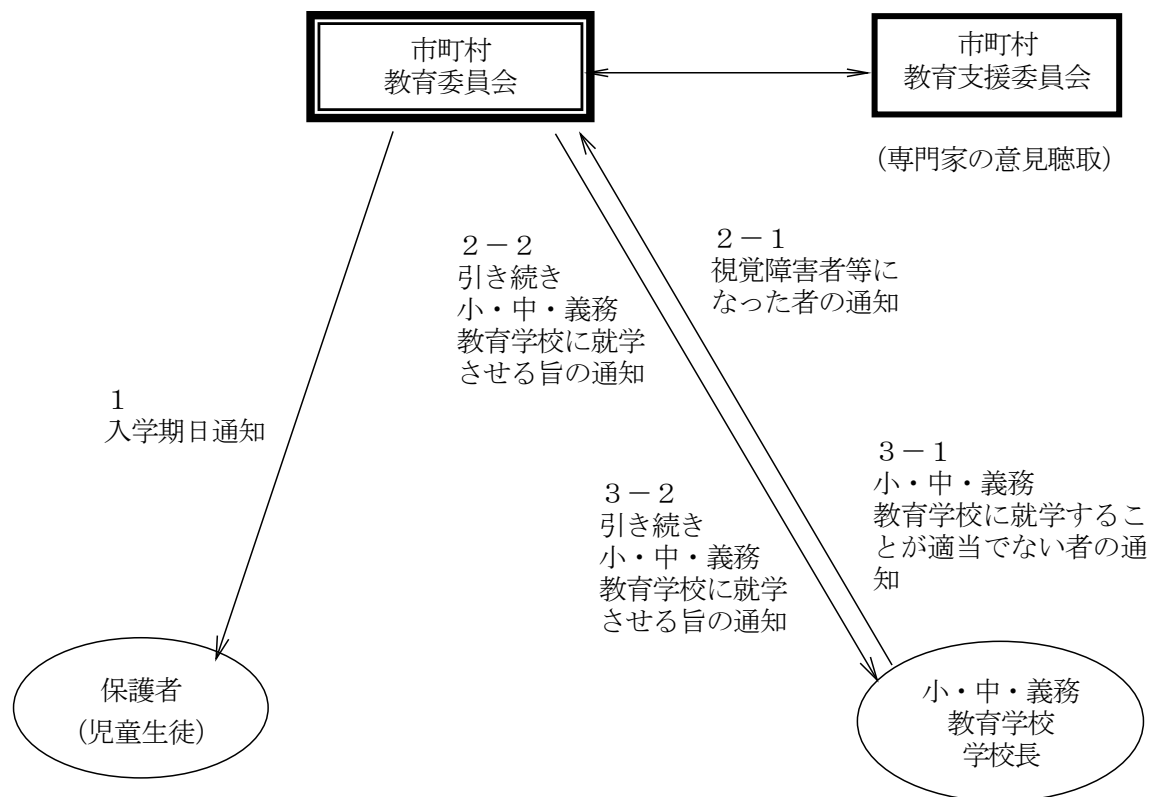 市町村
教育委員会
市町村
教育支援委員会
（専門家の意見聴取）
２－２
引き続き
小・中・義務
教育学校に就学
させる旨の通知
２－１
視覚障害者等に
なった者の通知
１
入学期日通知
３－２
引き続き
小・中・義務
教育学校に就学
させる旨の通知
３－１
小・中・義務
教育学校に就学するこ
とが適当でない者の通
知
保護者
（児童生徒）
小・中・義務
教育学校
学校長